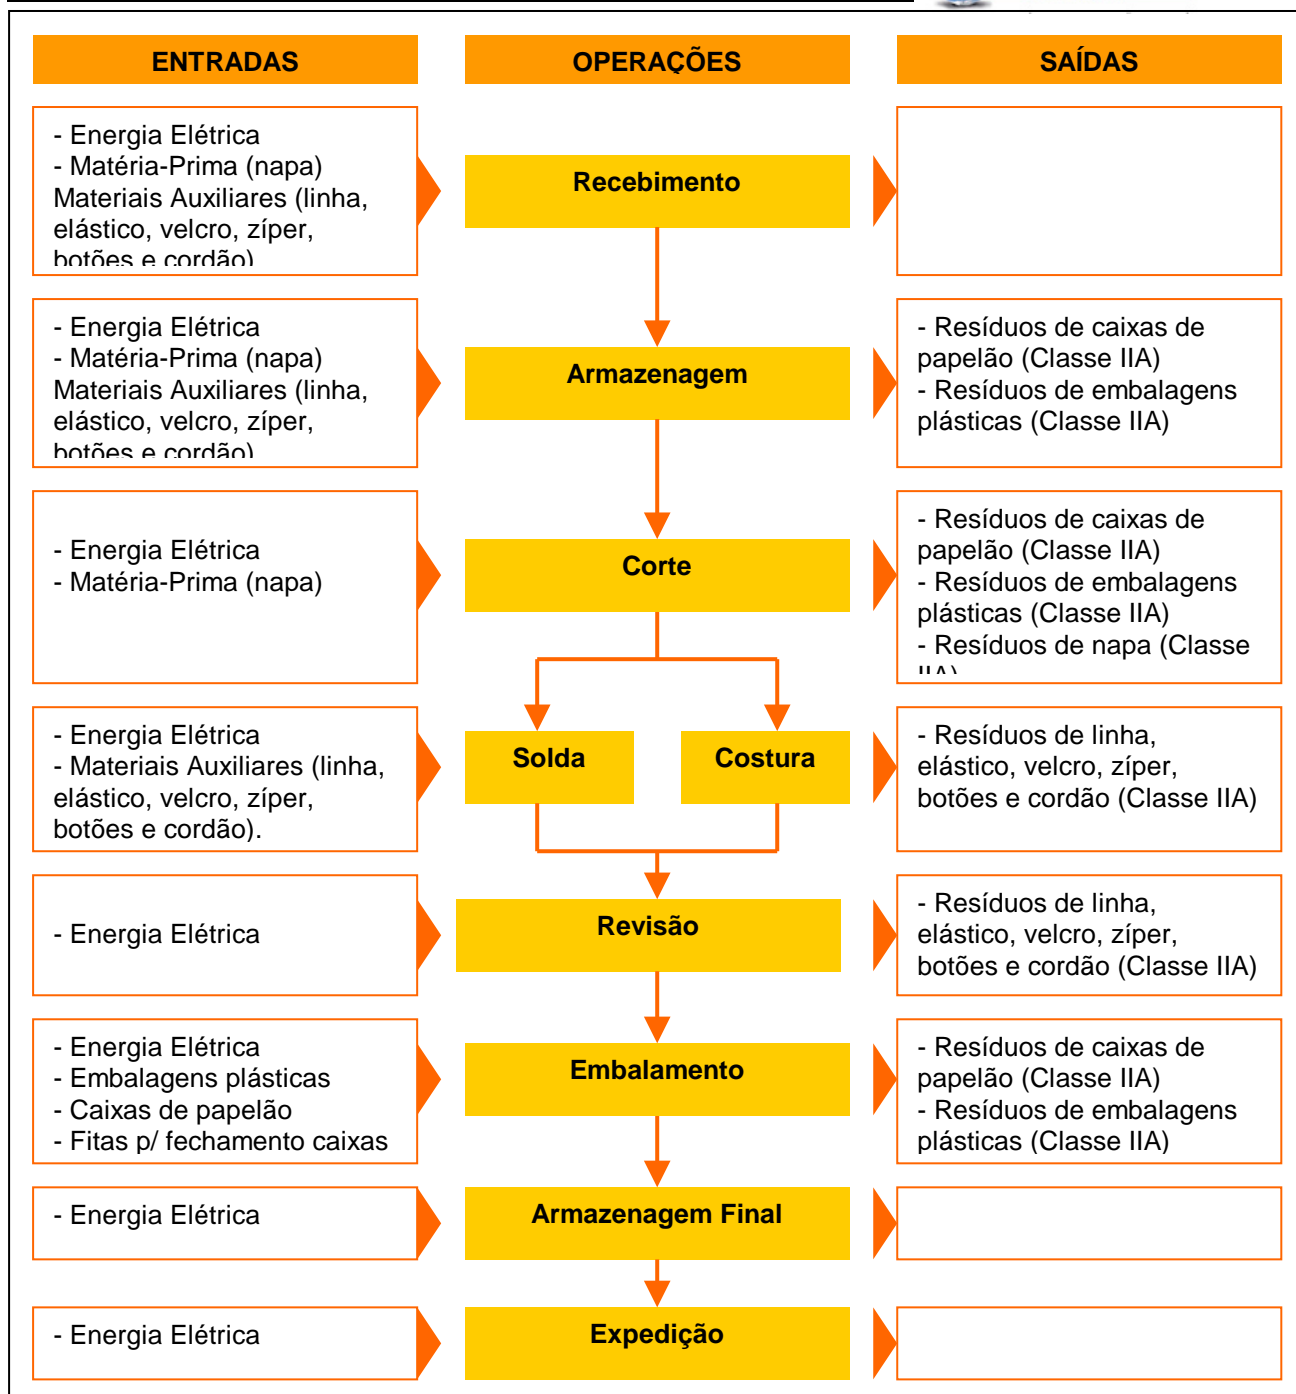 ENTRADAS
OPERAÇÕES
SAÍDAS
- Energia Elétrica
- Matéria-Prima (napa)
Materiais Auxiliares (linha,
elástico, velcro, zíper,
botões e cordão)
Recebimento
- Energia Elétrica
- Matéria-Prima (napa)
Materiais Auxiliares (linha,
elástico, velcro, zíper,
botões e cordão)
Armazenagem
- Resíduos de caixas de
papelão (Classe IIA)
- Resíduos de embalagens
plásticas (Classe IIA)
- Energia Elétrica
- Matéria-Prima (napa)
Corte
- Resíduos de caixas de
papelão (Classe IIA)
- Resíduos de embalagens
plásticas (Classe IIA)
- Resíduos de napa (Classe
IIA)
- Energia Elétrica
- Materiais Auxiliares (linha,
elástico, velcro, zíper,
botões e cordão).
Solda
Costura
- Resíduos de linha,
elástico, velcro, zíper,
botões e cordão (Classe IIA)
- Energia Elétrica
Revisão
- Resíduos de linha,
elástico, velcro, zíper,
botões e cordão (Classe IIA)
- Energia Elétrica
- Embalagens plásticas
- Caixas de papelão
- Fitas p/ fechamento caixas
Embalamento
- Resíduos de caixas de
papelão (Classe IIA)
- Resíduos de embalagens
plásticas (Classe IIA)
- Energia Elétrica
Armazenagem Final
- Energia Elétrica
Expedição